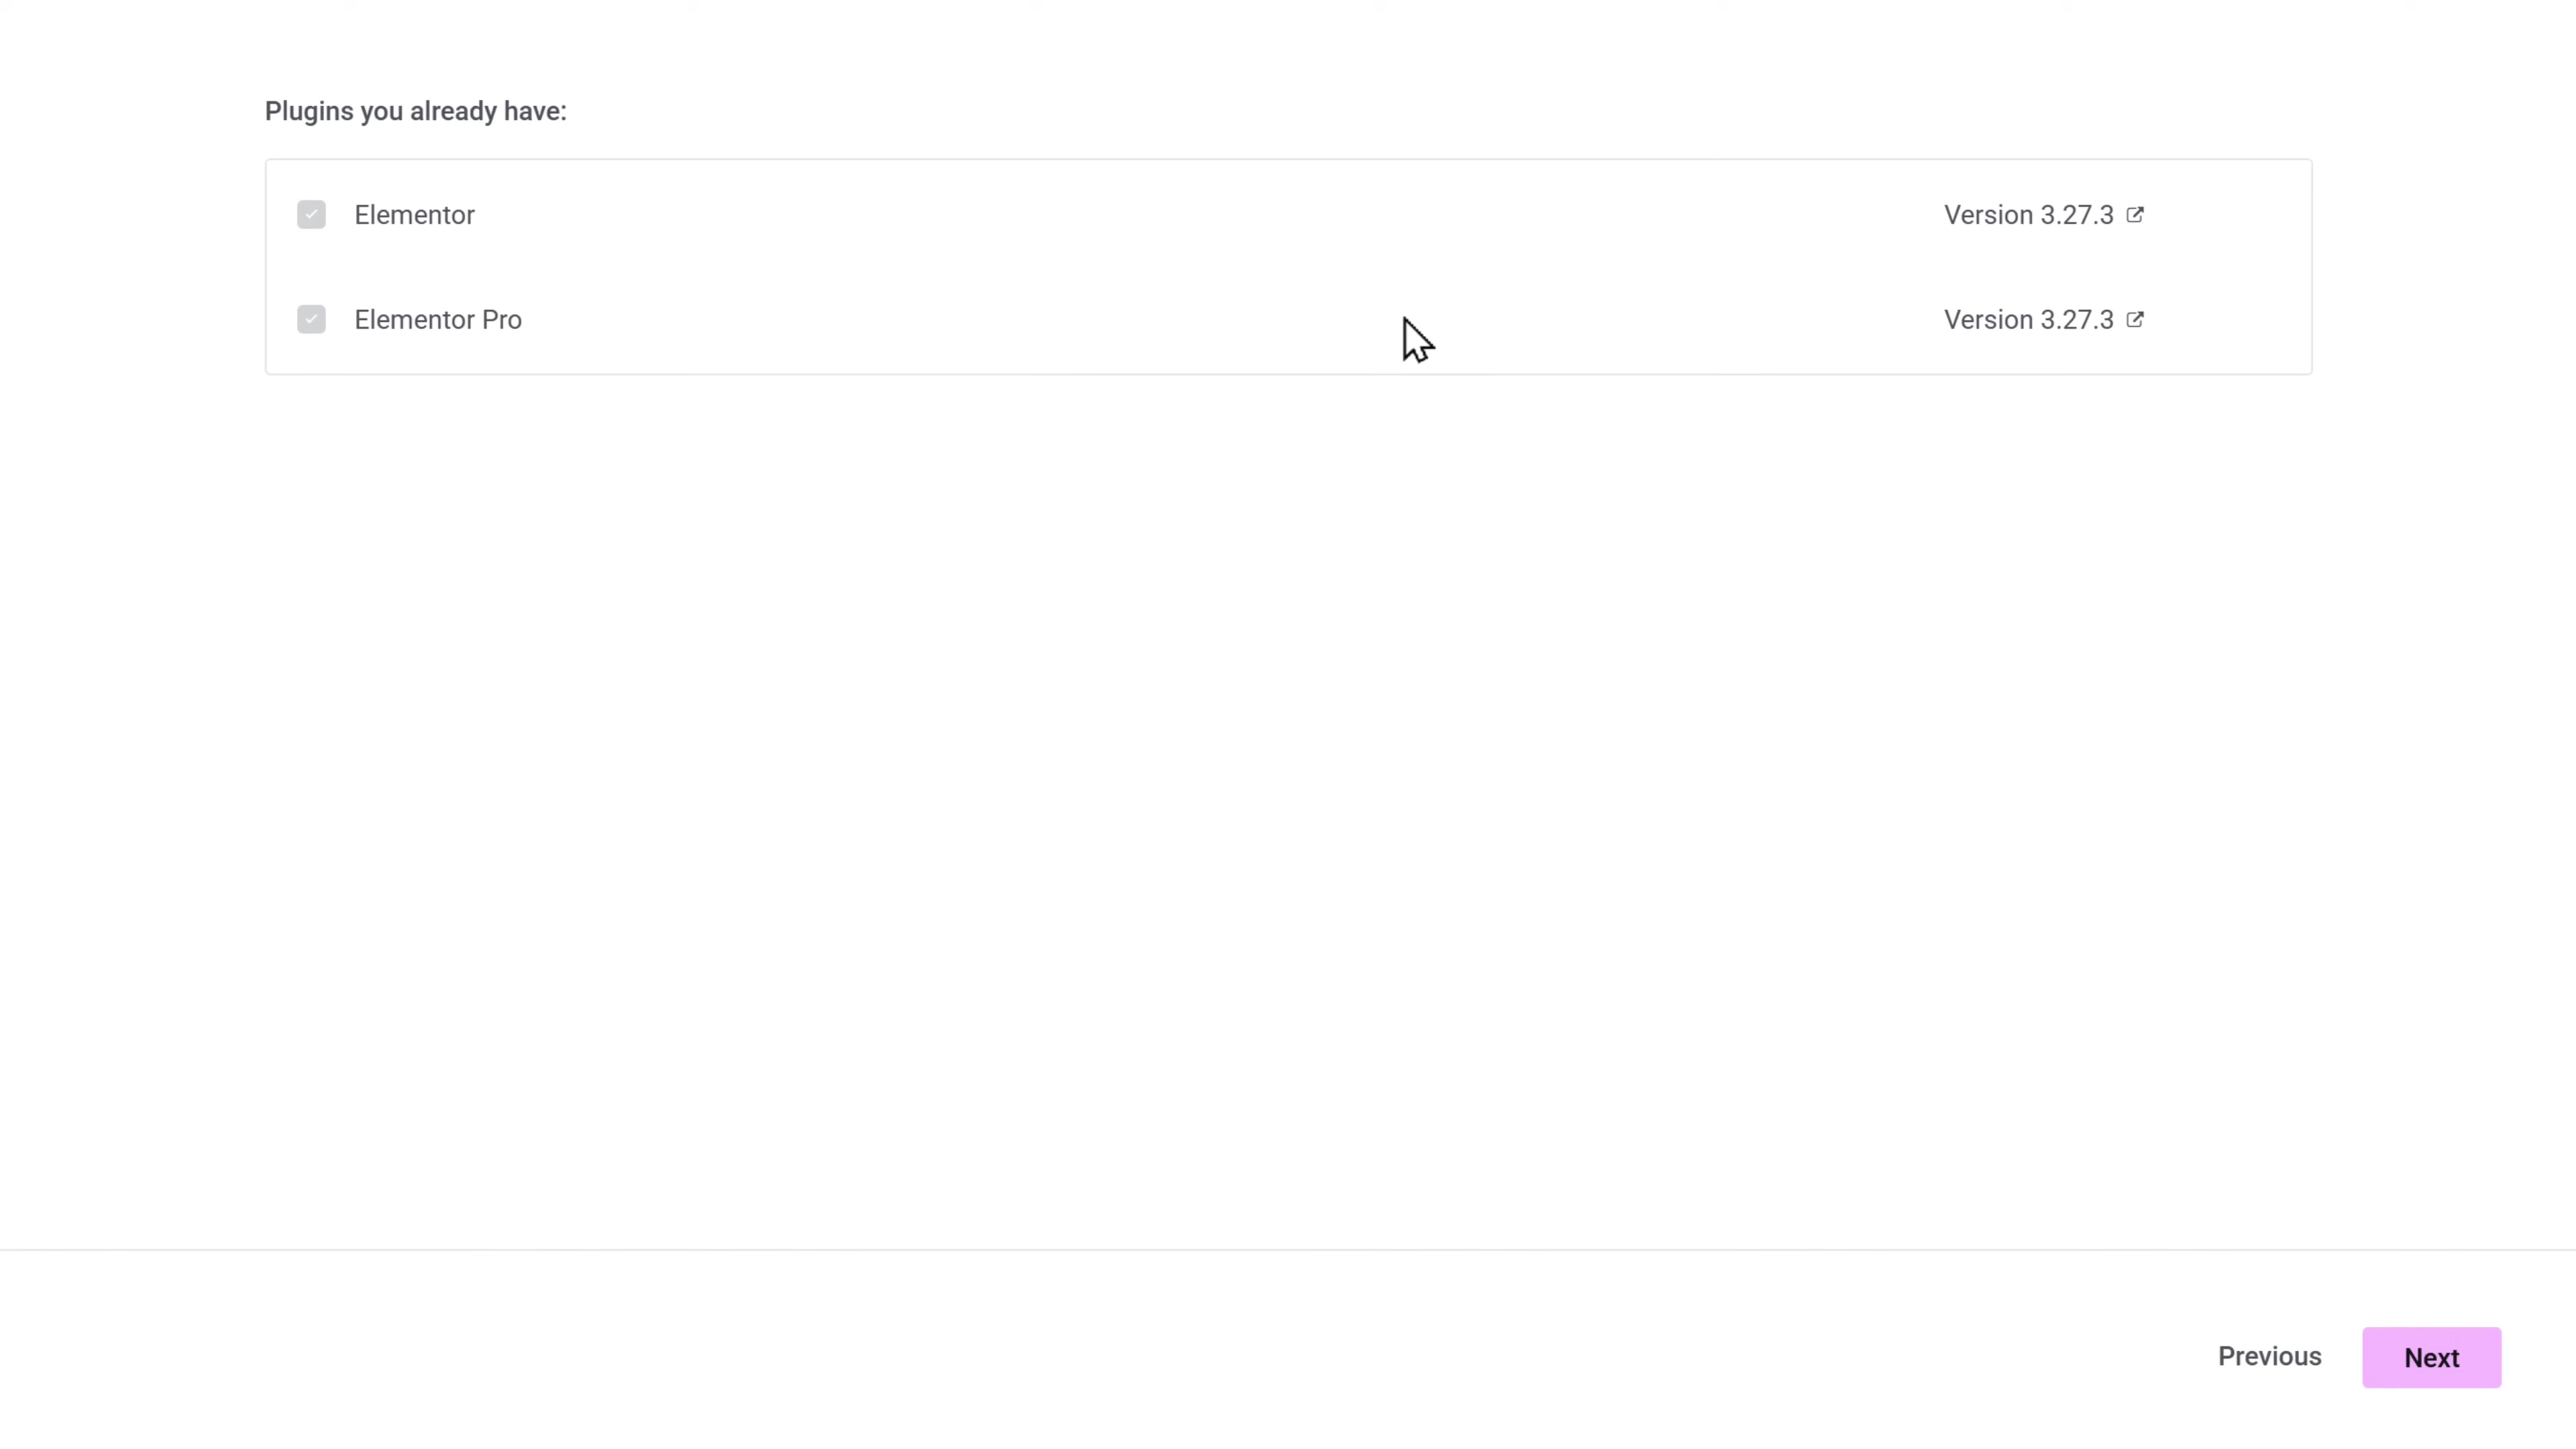 Plugins you already have:
Elementor Version 3.27.3
Elementor Pro Version 3.27.3
Previous Next